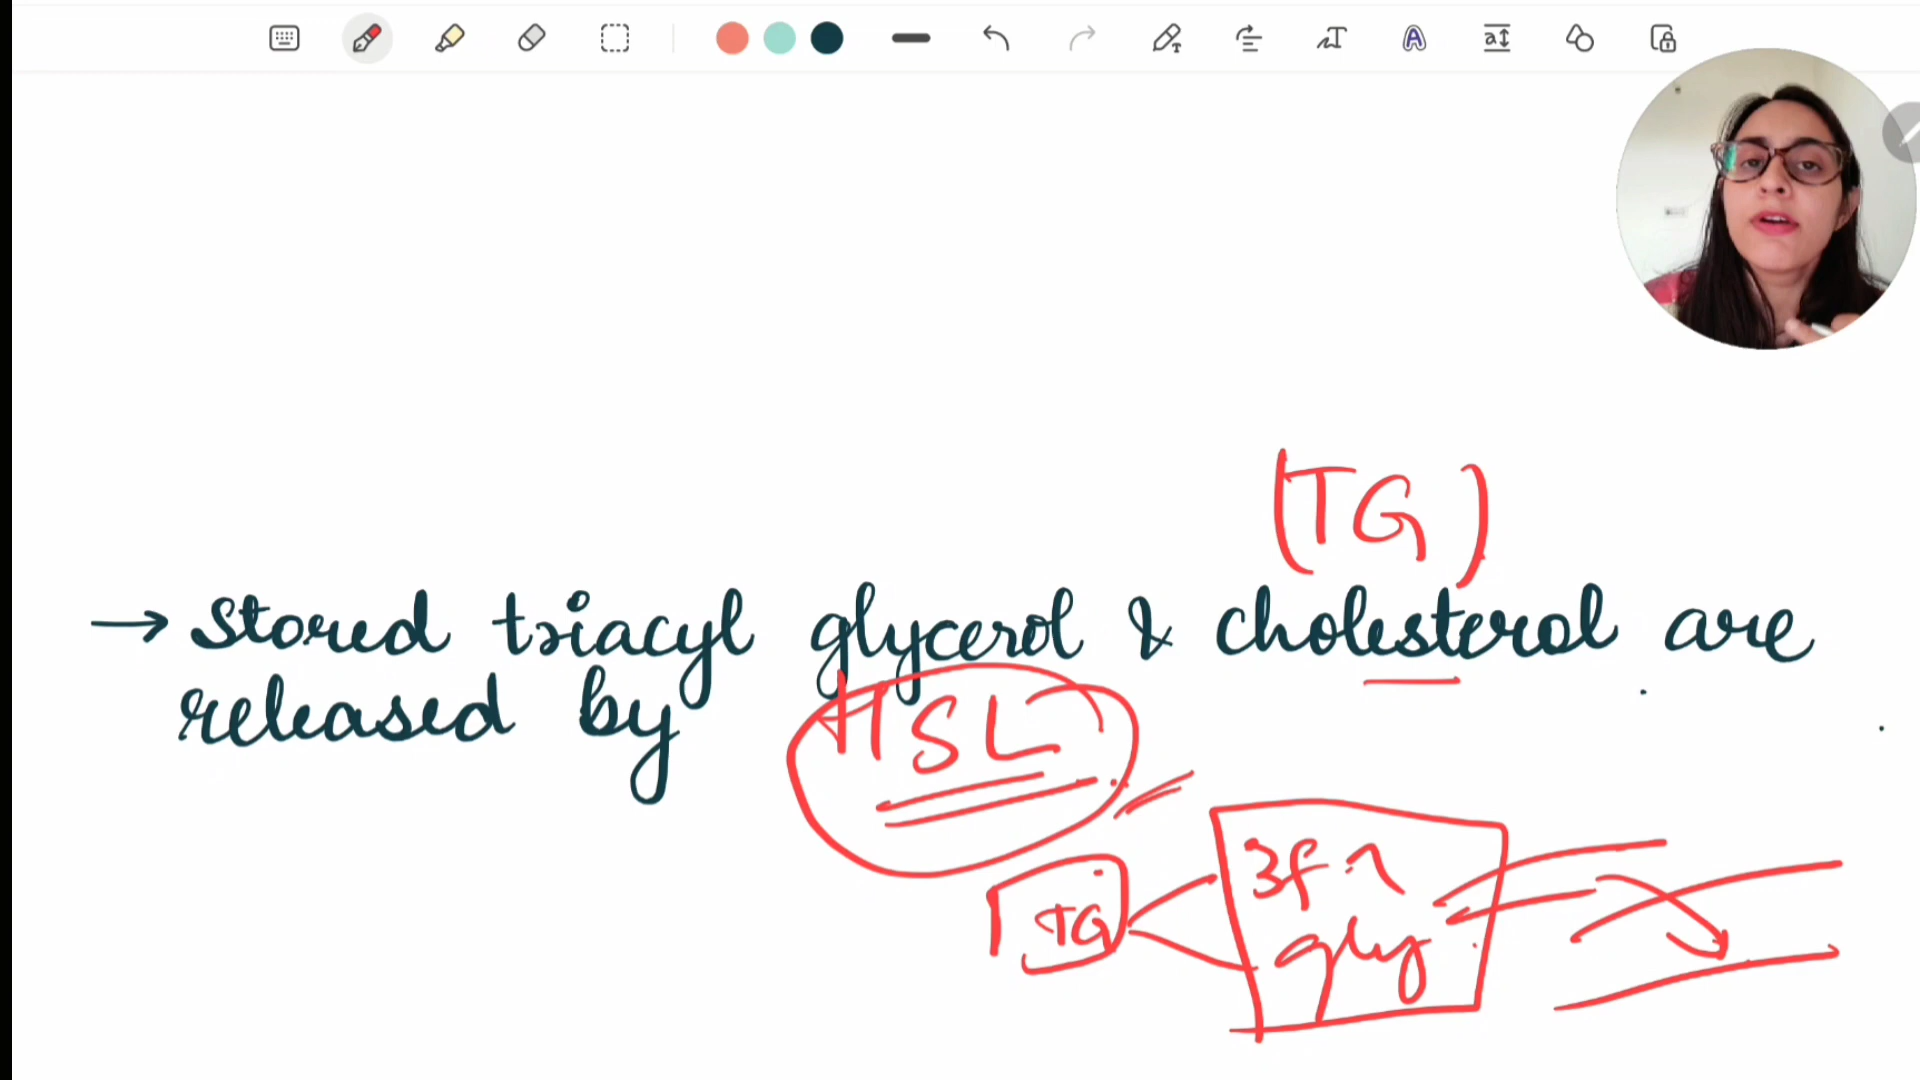 (TG)
→ Stored triacyl glycerol & cholesterol are
released by HSL
TG 3f
gly